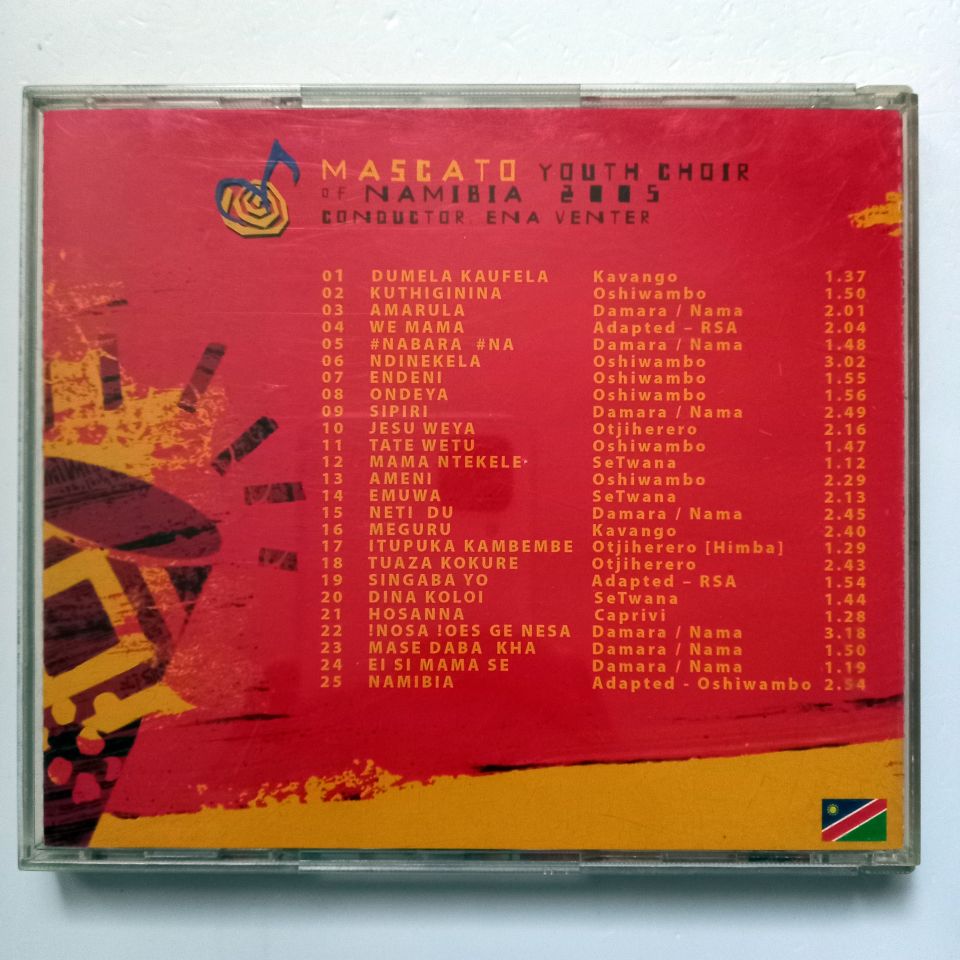 MASCATO YOUTH CHOIR
OF NAMIBIA 2005
CONDUCTOR: ENA VENTER
01 DUMELA KAUFELA Kavango 1.37
02 KUTHIGININA Oshiwambo 1.50
03 AMARULA Damara / Nama 2.01
04 WE MAMA Adapted – RSA 2.04
05 #NABARA #NA Damara / Nama 1.48
06 NDINEKELA Oshiwambo 3.02
07 ENDENI Oshiwambo 1.55
08 ONDEYA Oshiwambo 1.56
09 SIPIRI Damara / Nama 2.49
10 JESU WEYA Otjiherero 2.16
11 TATE WETU Oshiwambo 1.47
12 MAMA NTEKELE SeTwana 1.12
13 AMENI Oshiwambo 2.29
14 EMUWA SeTwana 2.13
15 NETI DU Damara / Nama 2.45
16 MEGURU Kavango 2.40
17 ITUPUKA KAMBEMBE Otjiherero [Himba] 1.29
18 TUAZA KOKURE Otjiherero 2.43
19 SINGABA YO Adapted – RSA 1.54
20 DINA KOLOI SeTwana 1.44
21 HOSANNA Caprivi 1.28
22 !NOSA !OES GE NESA Damara / Nama 3.18
23 MASE DABA KHA Damara / Nama 1.50
24 EI SI MAMA SE Damara / Nama 1.19
25 NAMIBIA Adapted - Oshiwambo 2.54